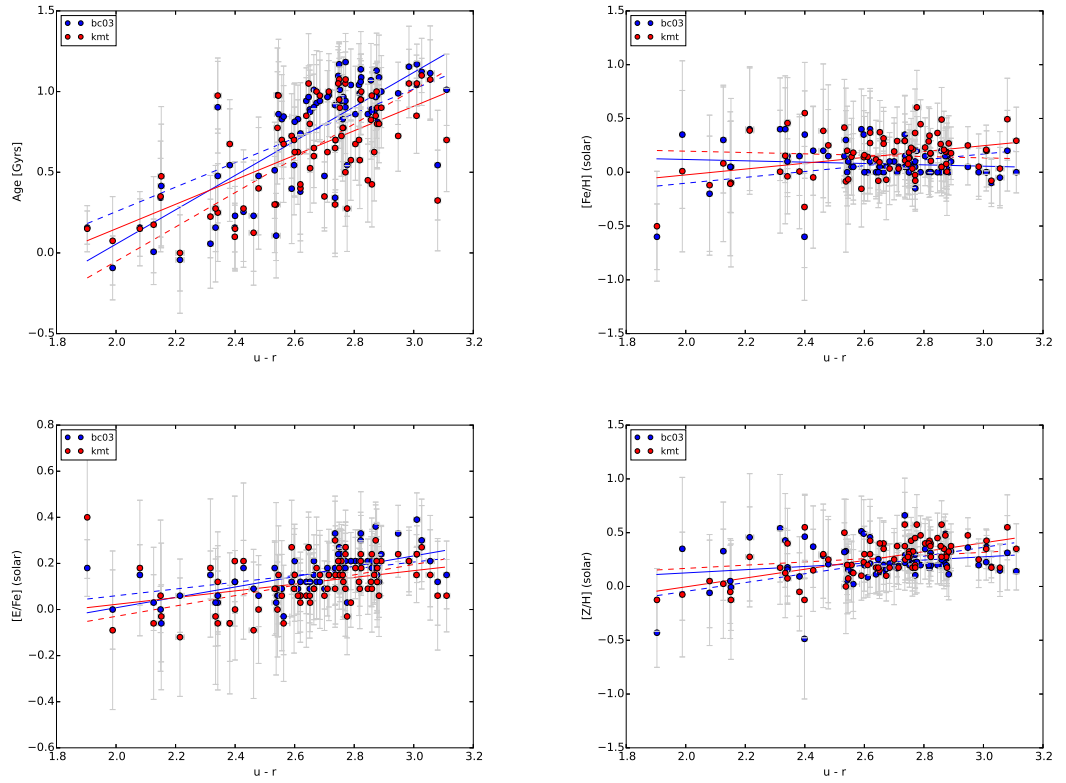 1.5
1.0
0.5
0.0
−0.5
Age [Gyrs]
bc03
kmt
1.8 2.0 2.2 2.4 2.6 2.8 3.0 3.2
u - r
1.5
1.0
0.5
0.0
−0.5
−1.0
−1.5
[Fe/H] (solar)
bc03
kmt
1.8 2.0 2.2 2.4 2.6 2.8 3.0 3.2
u - r
0.8
0.6
0.4
0.2
0.0
−0.2
−0.4
−0.6
[E/Fe] (solar)
bc03
kmt
1.8 2.0 2.2 2.4 2.6 2.8 3.0 3.2
u - r
1.5
1.0
0.5
0.0
−0.5
−1.0
−1.5
[Z/H] (solar)
bc03
kmt
1.8 2.0 2.2 2.4 2.6 2.8 3.0 3.2
u - r